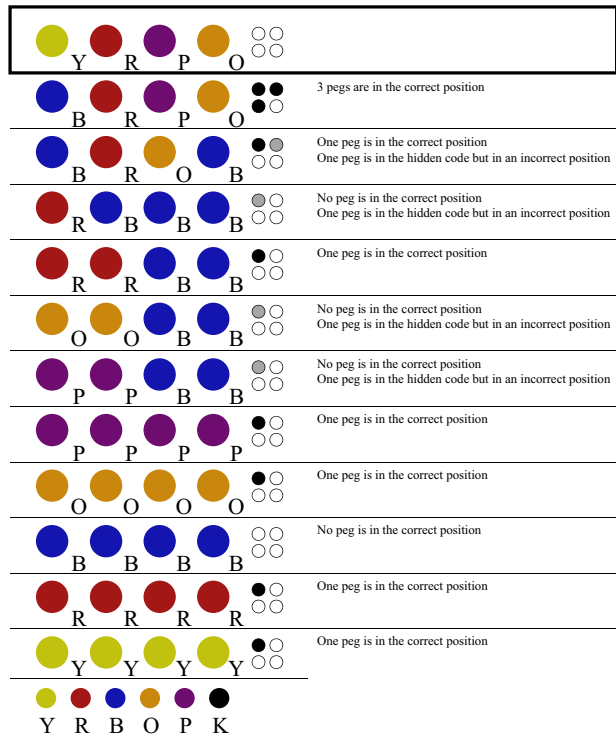 Y R P O
B R P O
3 pegs are in the correct position
B R O B
One peg is in the correct position
One peg is in the hidden code but in an incorrect position
R B B B
No peg is in the correct position
One peg is in the hidden code but in an incorrect position
R R B B
One peg is in the correct position
O O B B
No peg is in the correct position
One peg is in the hidden code but in an incorrect position
P P B B
No peg is in the correct position
One peg is in the hidden code but in an incorrect position
P P P P
One peg is in the correct position
O O O O
One peg is in the correct position
B B B B
No peg is in the correct position
R R R R
One peg is in the correct position
Y Y Y Y
One peg is in the correct position
Y R B O P K